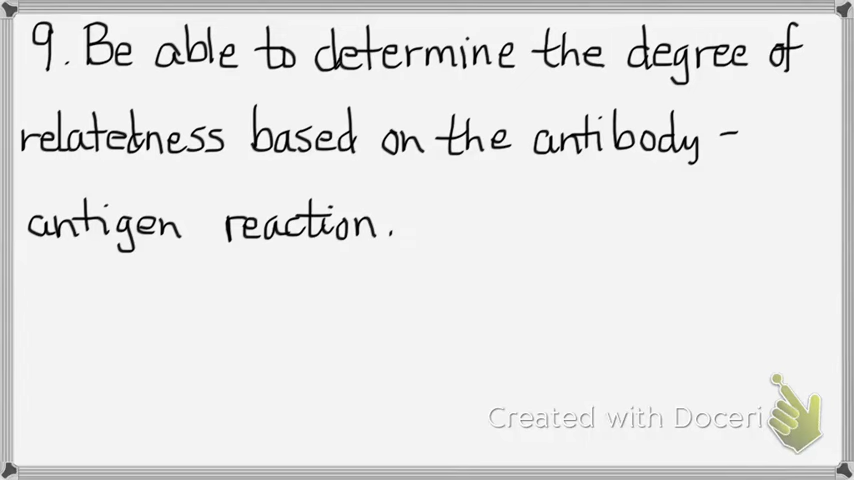 9. Be able to determine the degree of
relatedness based on the antibody -
antigen reaction.
Created with Doceri